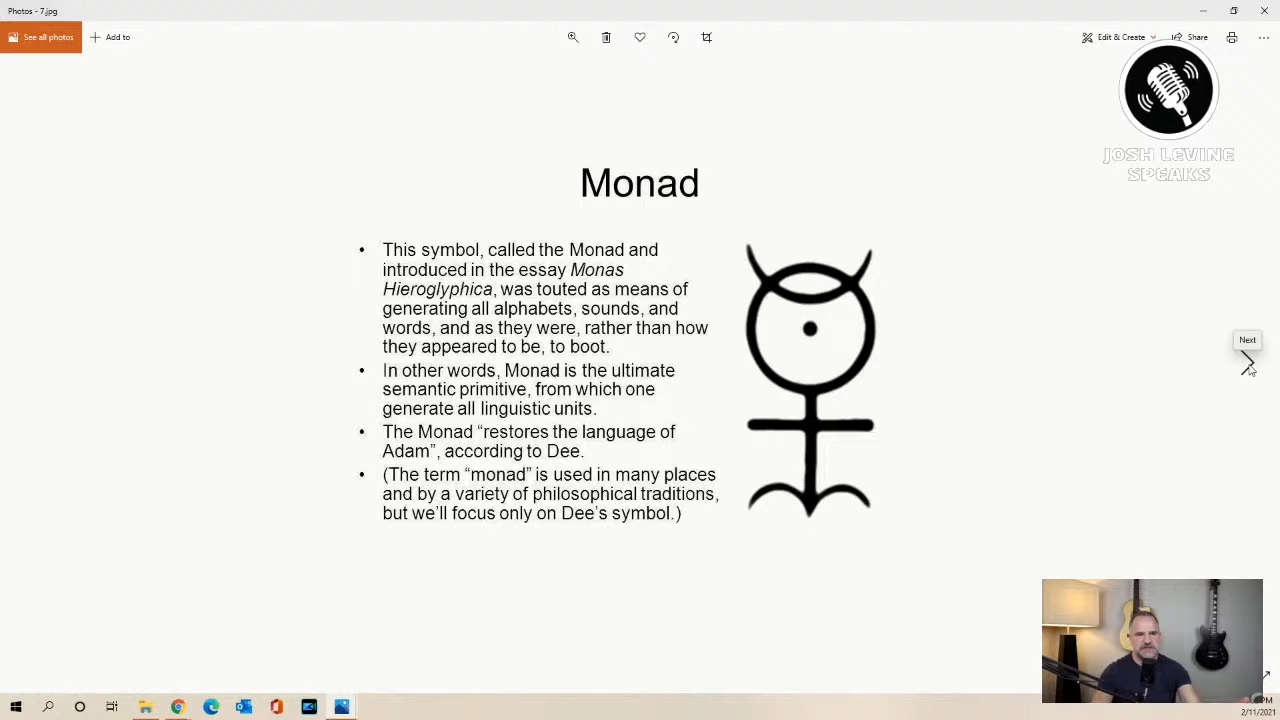 Photos - 7.jpg
See all photos
Add to
Edit & Create
Share
JOSH LEVINE
SPEAKS
Monad
• This symbol, called the Monad and
introduced in the essay Monas
Hieroglyphica, was touted as means of
generating all alphabets, sounds, and
words, and as they were, rather than how
they appeared to be, to boot.
• In other words, Monad is the ultimate
semantic primitive, from which one
generate all linguistic units.
• The Monad “restores the language of
Adam”, according to Dee.
• (The term “monad” is used in many places
and by a variety of philosophical traditions,
but we’ll focus only on Dee’s symbol.)
Next
PM
2/11/2021